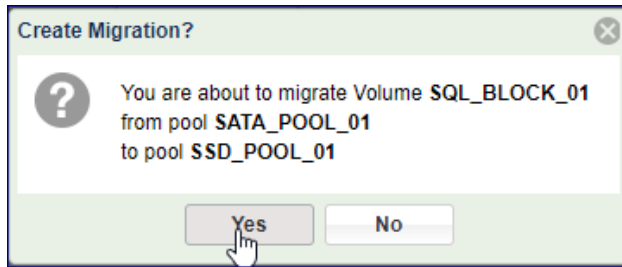 Create Migration?
You are about to migrate Volume SQL_BLOCK_01
from pool SATA_POOL_01
to pool SSD_POOL_01
Yes No